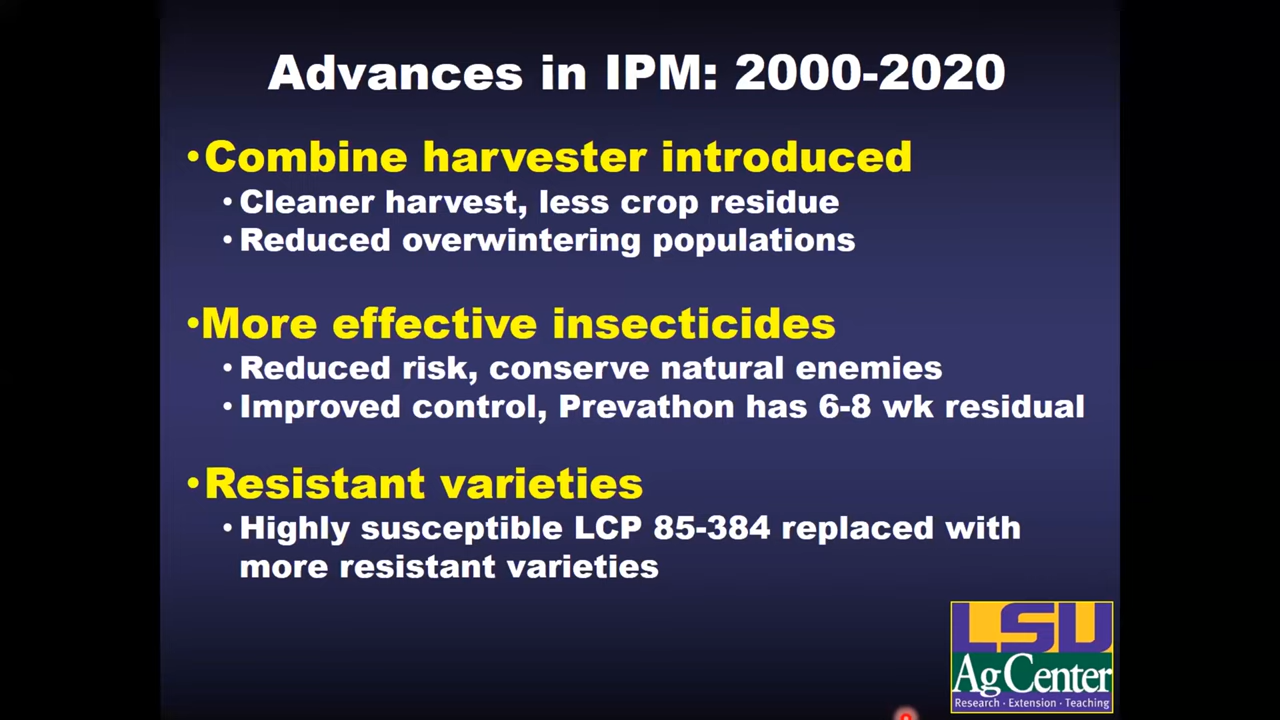 Advances in IPM: 2000-2020
•Combine harvester introduced
•Cleaner harvest, less crop residue
•Reduced overwintering populations
•More effective insecticides
•Reduced risk, conserve natural enemies
•Improved control, Prevathon has 6-8 wk residual
•Resistant varieties
•Highly susceptible LCP 85-384 replaced with
more resistant varieties
LSU
AgCenter
Research · Extension · Teaching